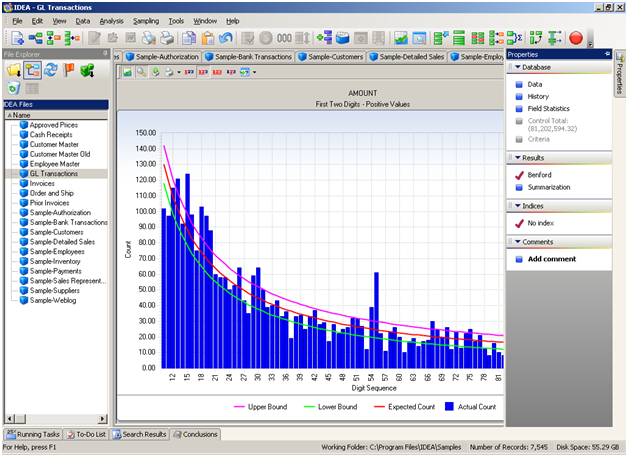 IDEA - GL Transactions
File Edit View Data Analysis Sampling Tools Window Help
File Explorer
es Sample-Authorization Sample-Bank Transactions Sample-Customers Sample-Detailed Sales Sample-Employ
Properties
Properties
IDEA Files
Name
Approved Prices
Cash Receipts
Customer Master
Customer Master Old
Employee Master
GL Transactions
Invoices
Order and Ship
Prior Invoices
Sample-Authorization
Sample-Bank Transactions
Sample-Customers
Sample-Detailed Sales
Sample-Employees
Sample-Inventory
Sample-Payments
Sample-Sales Represent...
Sample-Suppliers
Sample-Weblog
AMOUNT
First Two Digits - Positive Values
150.00
140.00
130.00
120.00
110.00
100.00
90.00
80.00
70.00
60.00
50.00
40.00
30.00
20.00
10.00
0.00
Count
12 15 18 21 24 27 30 33 36 39 42 45 48 51 54 57 60 63 66 69 72 75 78 81
Digit Sequence
Upper Bound Lower Bound Expected Count Actual Count
Database
Data
History
Field Statistics
Control Total:
(81,202,594.32)
Criteria
Results
Benford
Summarization
Indices
No index
Comments
Add comment
Running Tasks To-Do List Search Results Conclusions
For Help, press F1 Working Folder: C:\Program Files\IDEA\Samples Number of Records: 7,545 Disk Space: 55.29 GB